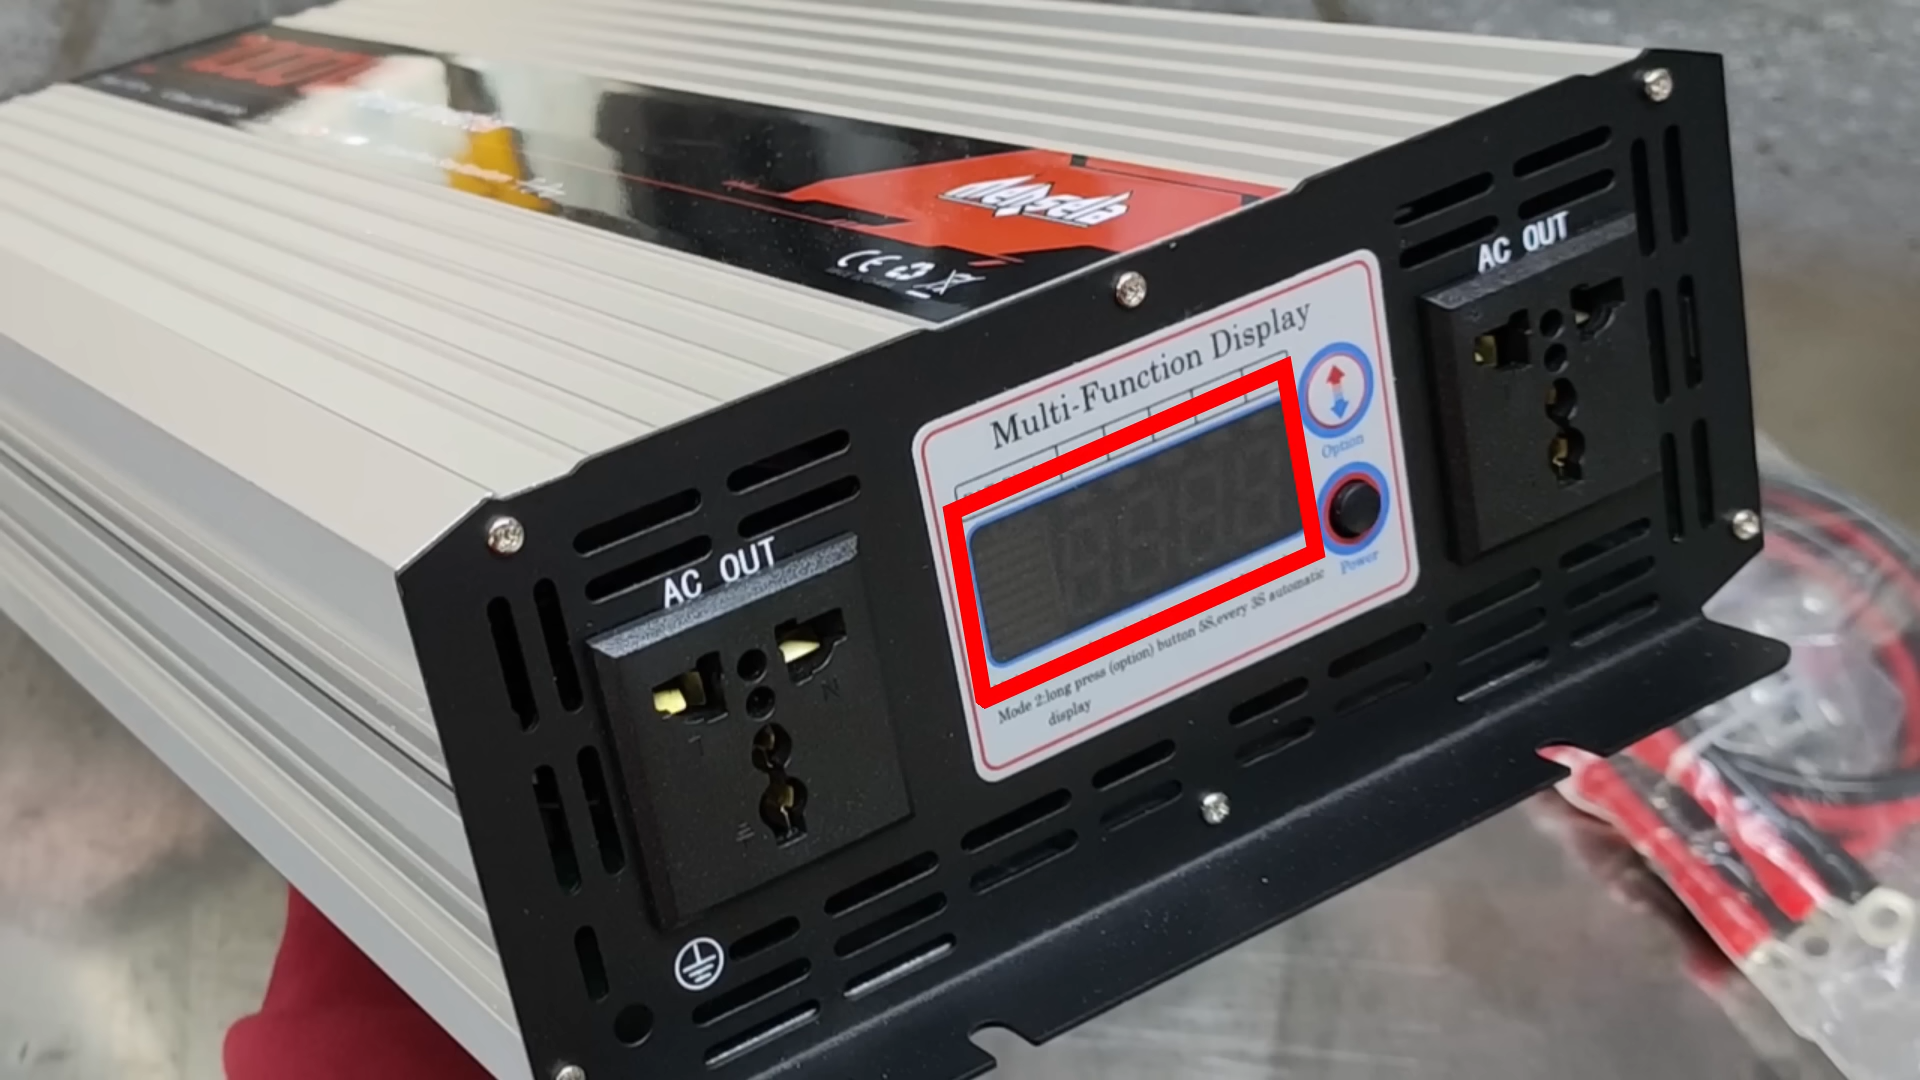 CE
AC OUT
Multi-Function Display
Option
Power
AC OUT
Mode 2:long press (option) button 5S,every 3S automatic
display
N